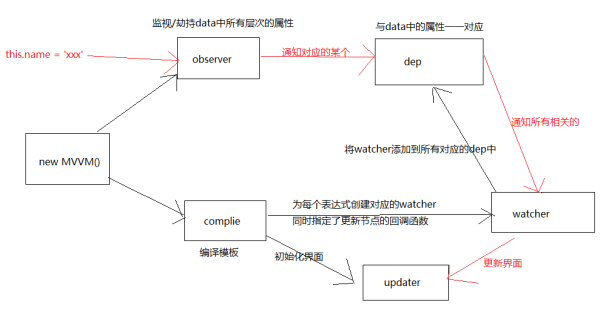 监视/劫持data中所有层次的属性
与data中的属性一一对应
this.name = 'xxx'
observer
通知对应的某个
dep
通知所有相关的
将watcher添加到所有对应的dep中
new MVVM()
为每个表达式创建对应的watcher
complie
同时指定了更新节点的回调函数
watcher
编译模板
初始化界面
更新界面
updater